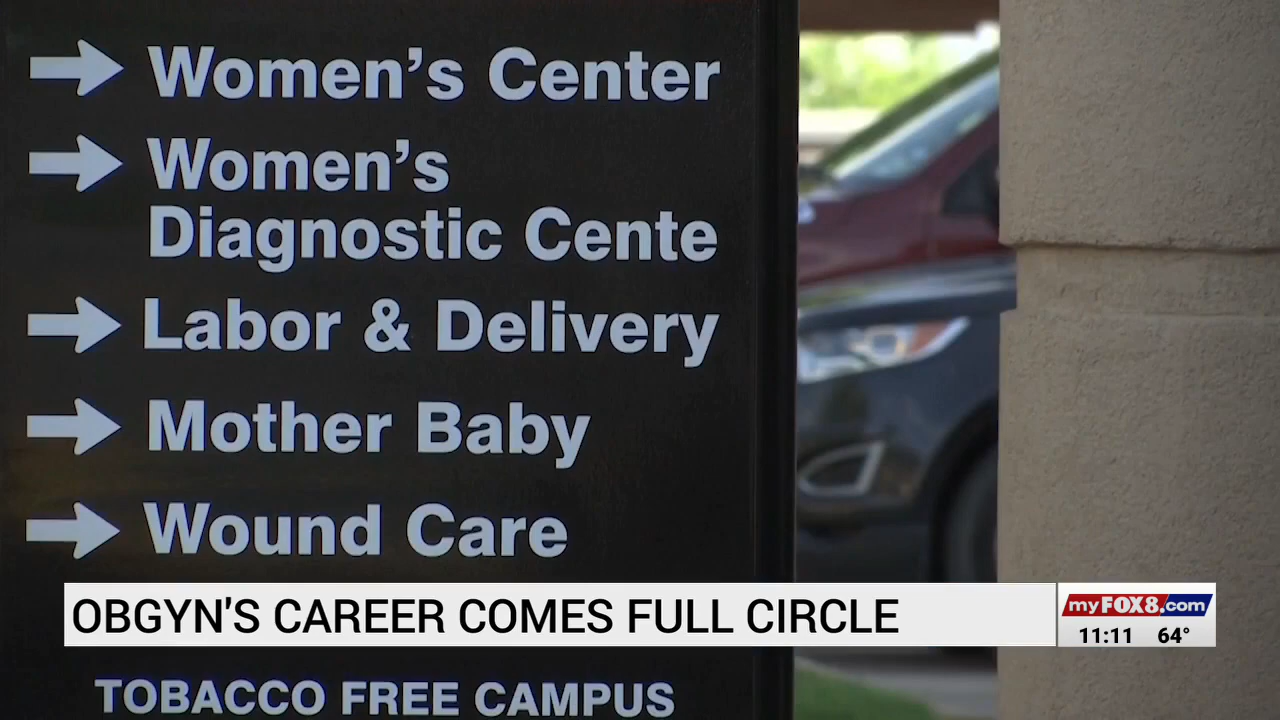 Women's Center
Women's
Diagnostic Cente
Labor & Delivery
Mother Baby
Wound Care
OBGYN'S CAREER COMES FULL CIRCLE
myFOX8.com
11:11 64°
TOBACCO FREE CAMPUS